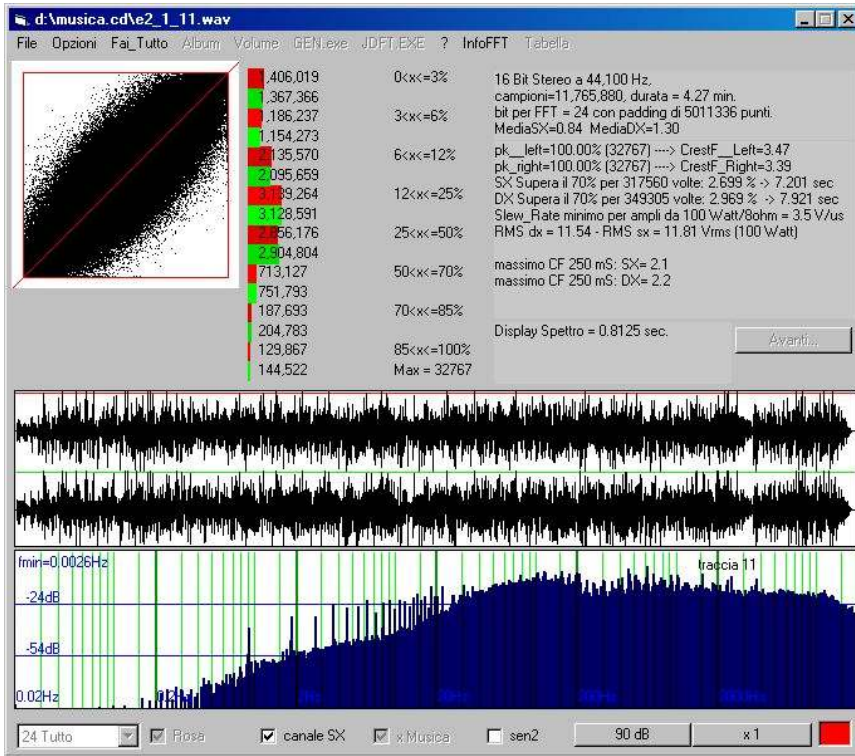 d:\musica.cd\e2_1_11.wav
File Opzioni Fai_Tutto Album Volume GEN.exe JDFT.EXE ? InfoFFT Tabella
1,406,019 0<x<=3%
1,367,366
1,186,237 3<x<=6%
1,154,273
2,135,570 6<x<=12%
2,095,659
3,139,264 12<x<=25%
3,128,591
2,856,176 25<x<=50%
2,904,804
713,127 50<x<=70%
751,793
187,693 70<x<=85%
204,783
129,867 85<x<=100%
144,522 Max = 32767
16 Bit Stereo a 44,100 Hz,
campioni=11,765,880, durata = 4.27 min.
bit per FFT = 24 con padding di 5011336 punti.
MediaSX=0.84 MediaDX=1.30
pk__left=100.00% (32767) ----> CrestF__Left=3.47
pk_right=100.00% (32767) ----> CrestF_Right=3.39
SX Supera il 70% per 317560 volte: 2.699 % -> 7.201 sec
DX Supera il 70% per 349305 volte: 2.969 % -> 7.921 sec
Slew_Rate minimo per ampli da 100 Watt/8ohm = 3.5 V/us
RMS dx = 11.54 - RMS sx = 11.81 Vrms (100 Watt)
massimo CF 250 mS: SX= 2.1
massimo CF 250 mS: DX= 2.2
Display Spettro = 0.8125 sec.
Avanti...
fmin=0.0026Hz
traccia 11
-24dB
-54dB
0.02Hz 0.2Hz 2Hz 20Hz 200Hz 2000Hz
24 Tutto Rosa canale SX x Musica sen2 90 dB x 1